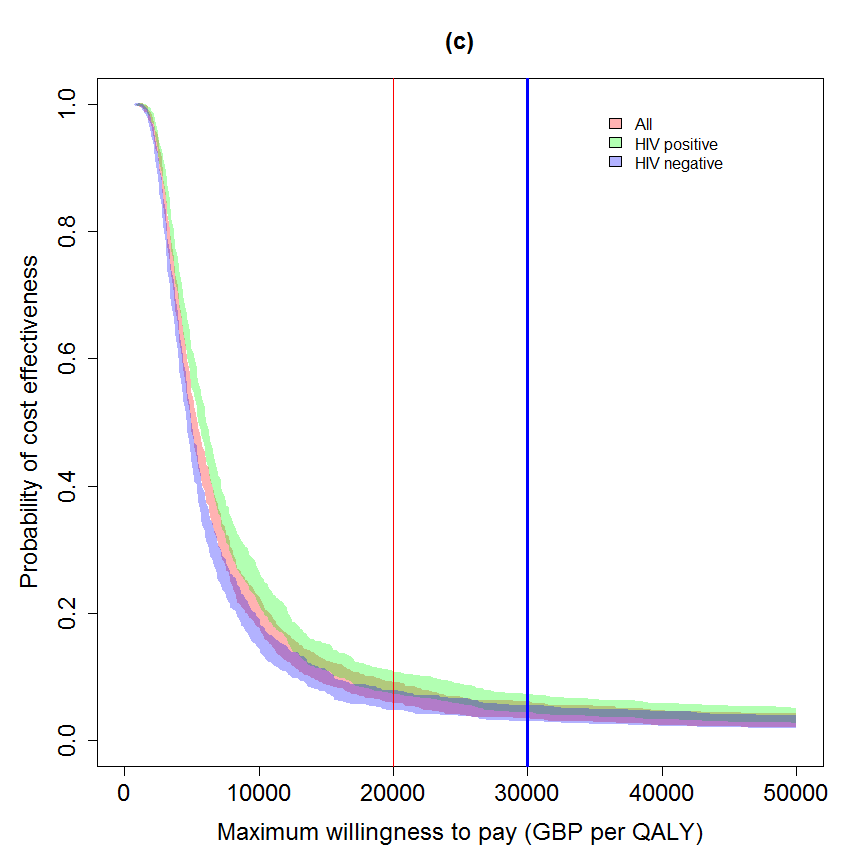 (c)
All
HIV positive
HIV negative
Probability of cost effectiveness
1.0
0.8
0.6
0.4
0.2
0.0
0 10000 20000 30000 40000 50000
Maximum willingness to pay (GBP per QALY)